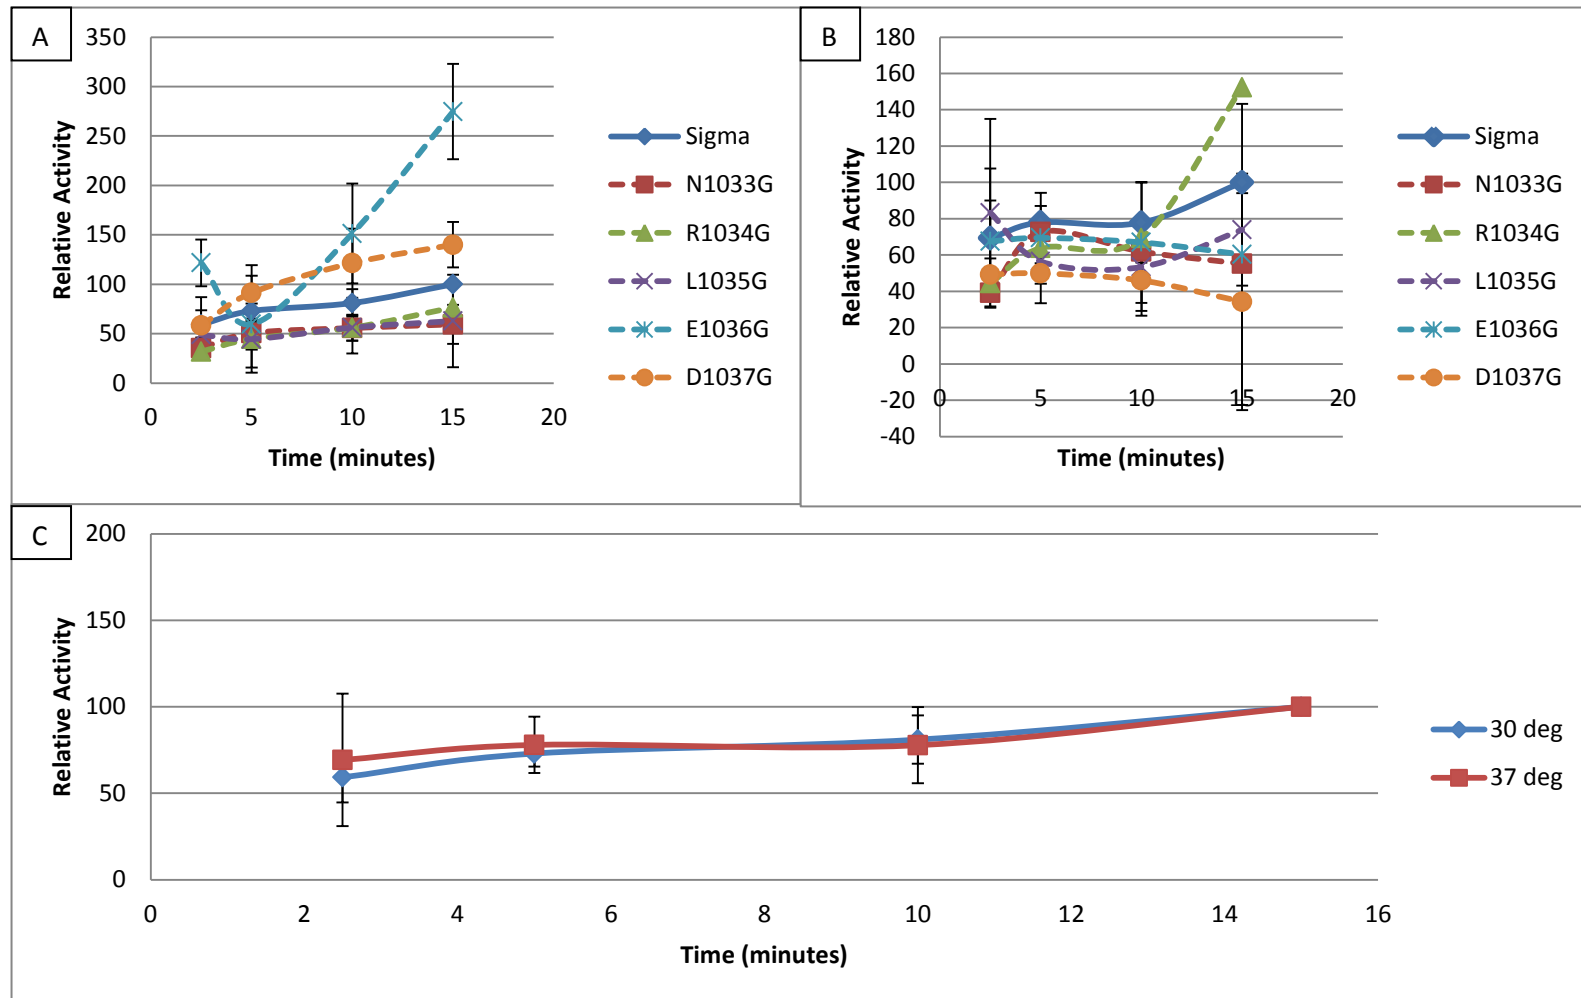 A
350
300
250
200
150
100
50
0
Relative Activity
0 5 10 15 20
Time (minutes)
Sigma
N1033G
R1034G
L1035G
E1036G
D1037G
B
180
160
140
120
100
80
60
40
20
0
-20
-40
Relative Activity
0 5 10 15 20
Time (minutes)
Sigma
N1033G
R1034G
L1035G
E1036G
D1037G
C
200
150
100
50
0
Relative Activity
0 2 4 6 8 10 12 14 16
Time (minutes)
30 deg
37 deg